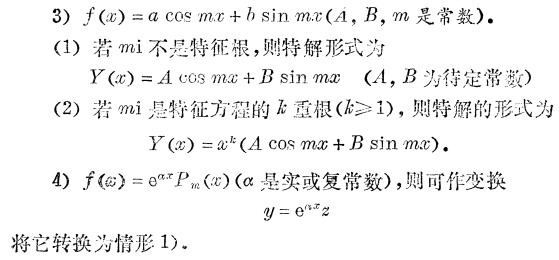 3) f(x)=a cos mx+b sin mx(A, B, m 是常数).
(1) 若 mi 不是特征根,则特解形式为
Y(x)=A cos mx+B sin mx (A, B 为待定常数)
(2) 若 mi 是特征方程的 k 重根(k≥1), 则特解的形式为
Y(x)=xᵏ(A cos mx+B sin mx).
4) f(x)=eᵅˣPₘ(x)(α 是实或复常数),则可作变换
y=eᵅˣz
将它转换为情形 1).